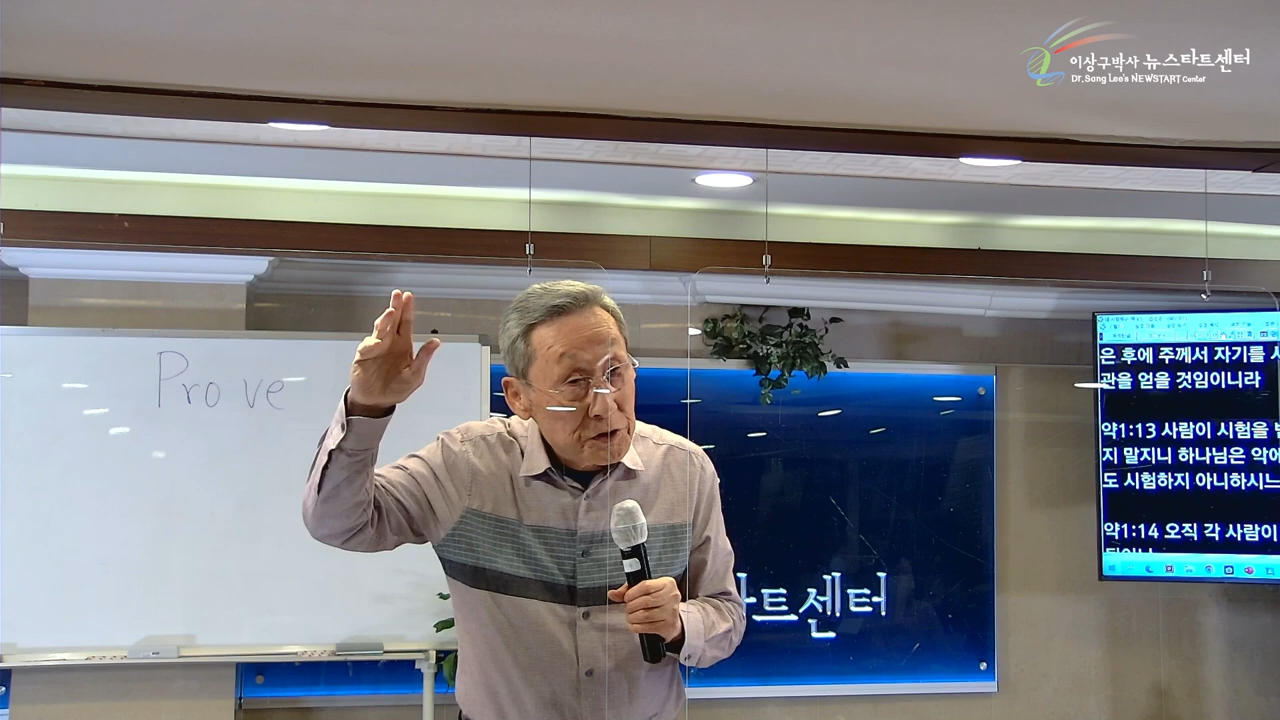 이상구박사 뉴스타트센터
Dr. Sang Lee's NEWSTART Center
Prove
은 후에 주께서 자기를
관을 얻을 것임이니라
약1:13 사람이 시험을
지 말지니 하나님은 악에
도 시험하지 아니하시느
약1:14 오직 각 사람이
타트센터